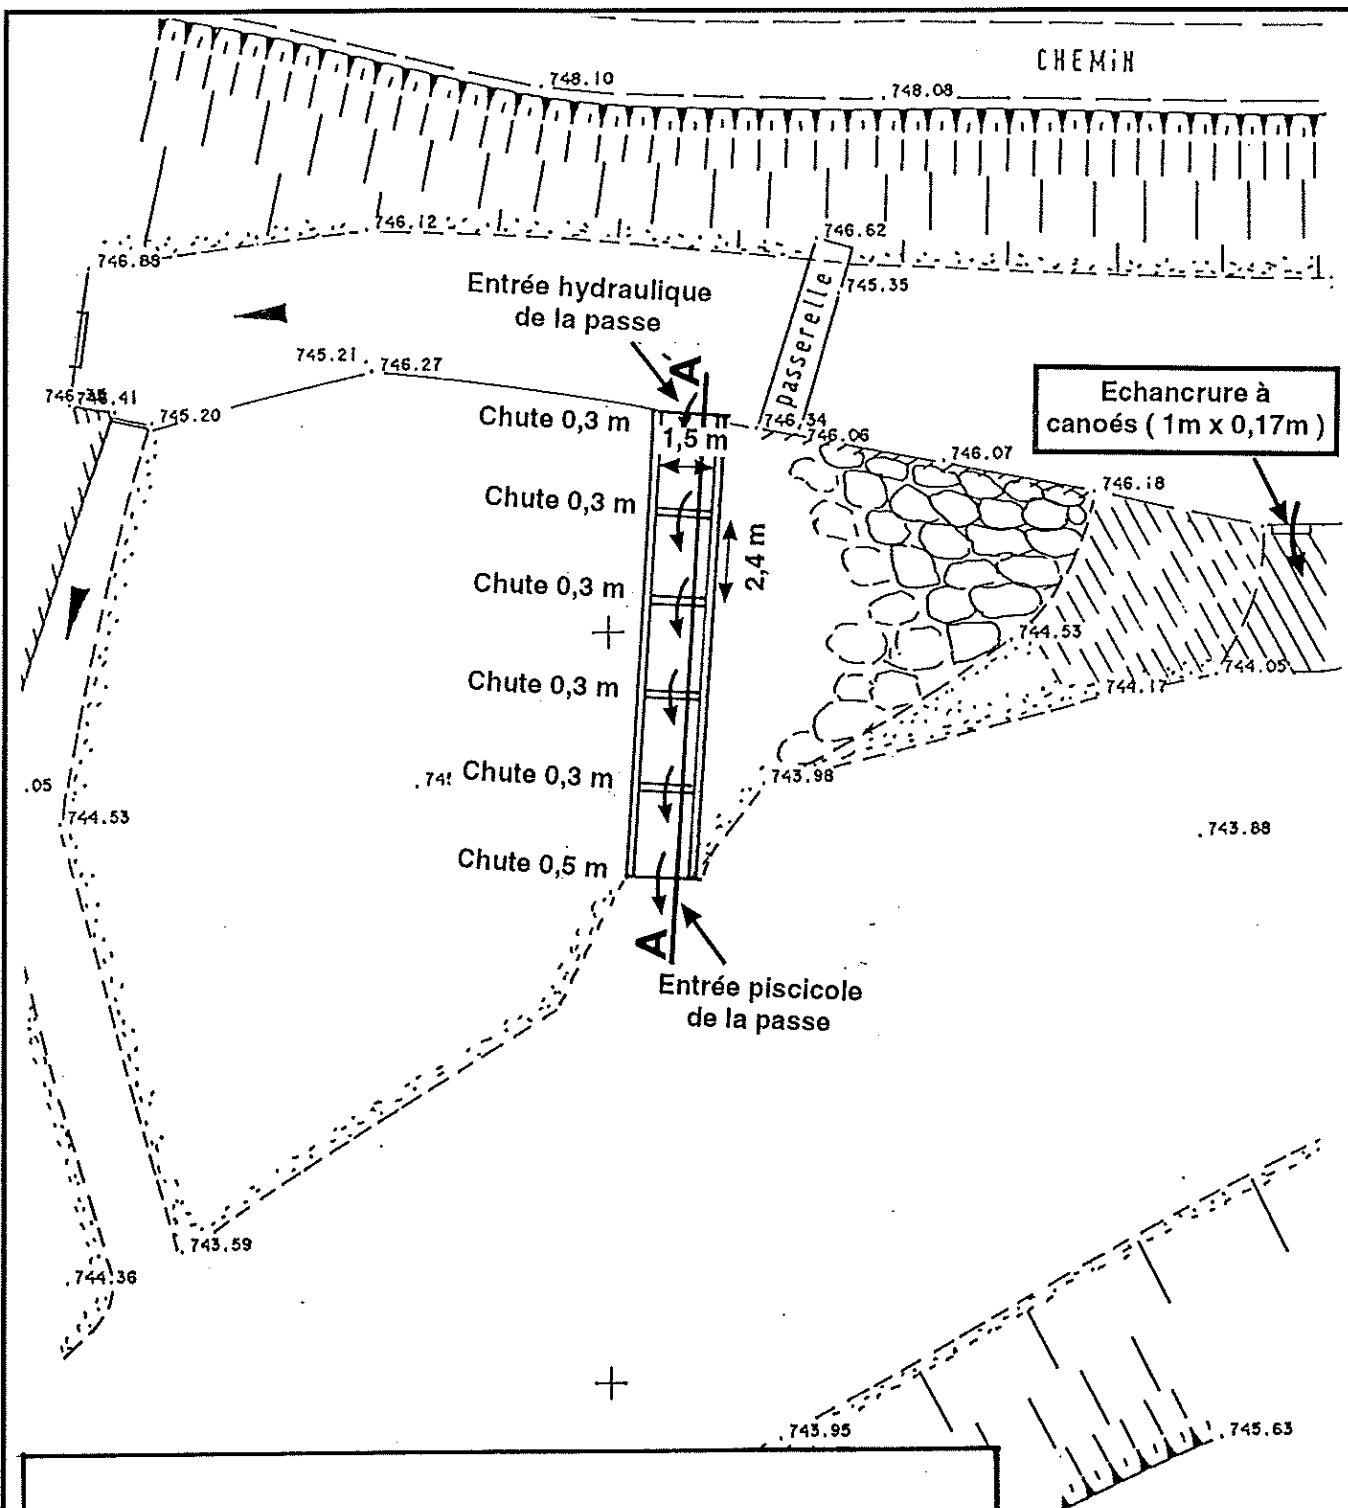 CHEMIN
748.10
748.08
746.12
746.62
746.88
745.35
Entrée hydraulique
de la passe
passerelle
745.21
746.27
A
Echancrure à
canoés ( 1m x 0,17m )
746.41
745.20
Chute 0,3 m
1,5 m
746.34
746.06
746.07
746.18
Chute 0,3 m
2,4 m
Chute 0,3 m
744.53
744.05
Chute 0,3 m
744.17
743.98
.05
Chute 0,3 m
744.53
743.88
Chute 0,5 m
A
Entrée piscicole
de la passe
743.59
744.36
743.95
745.63